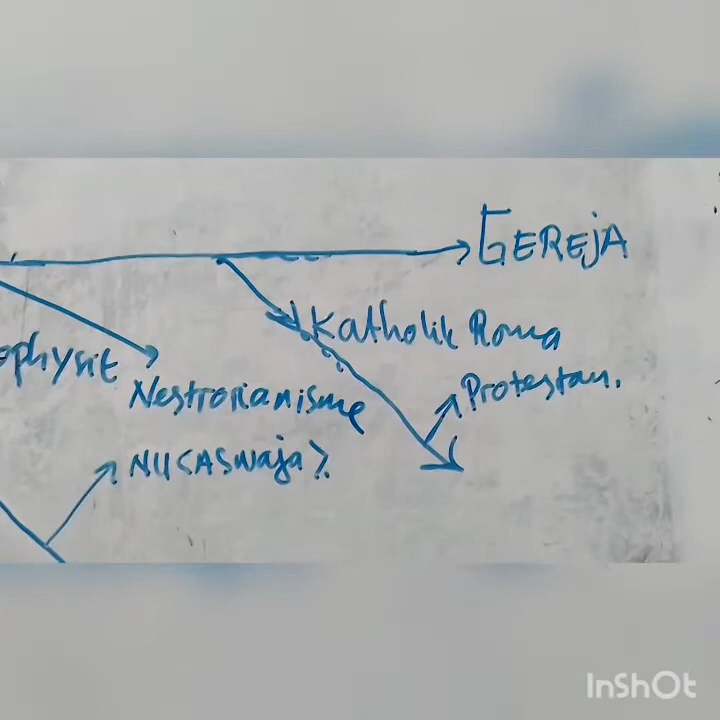 GEREJA
Katholik Roma
ophysit
Nestrorianisme
Protestan.
NU <ASWaja>
InShOt